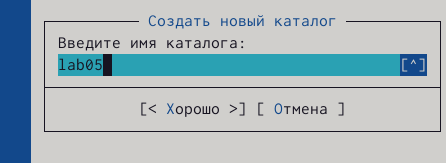 Создать новый каталог
Введите имя каталога:
lab05 [^]
[< Хорошо >] [ Отмена ]